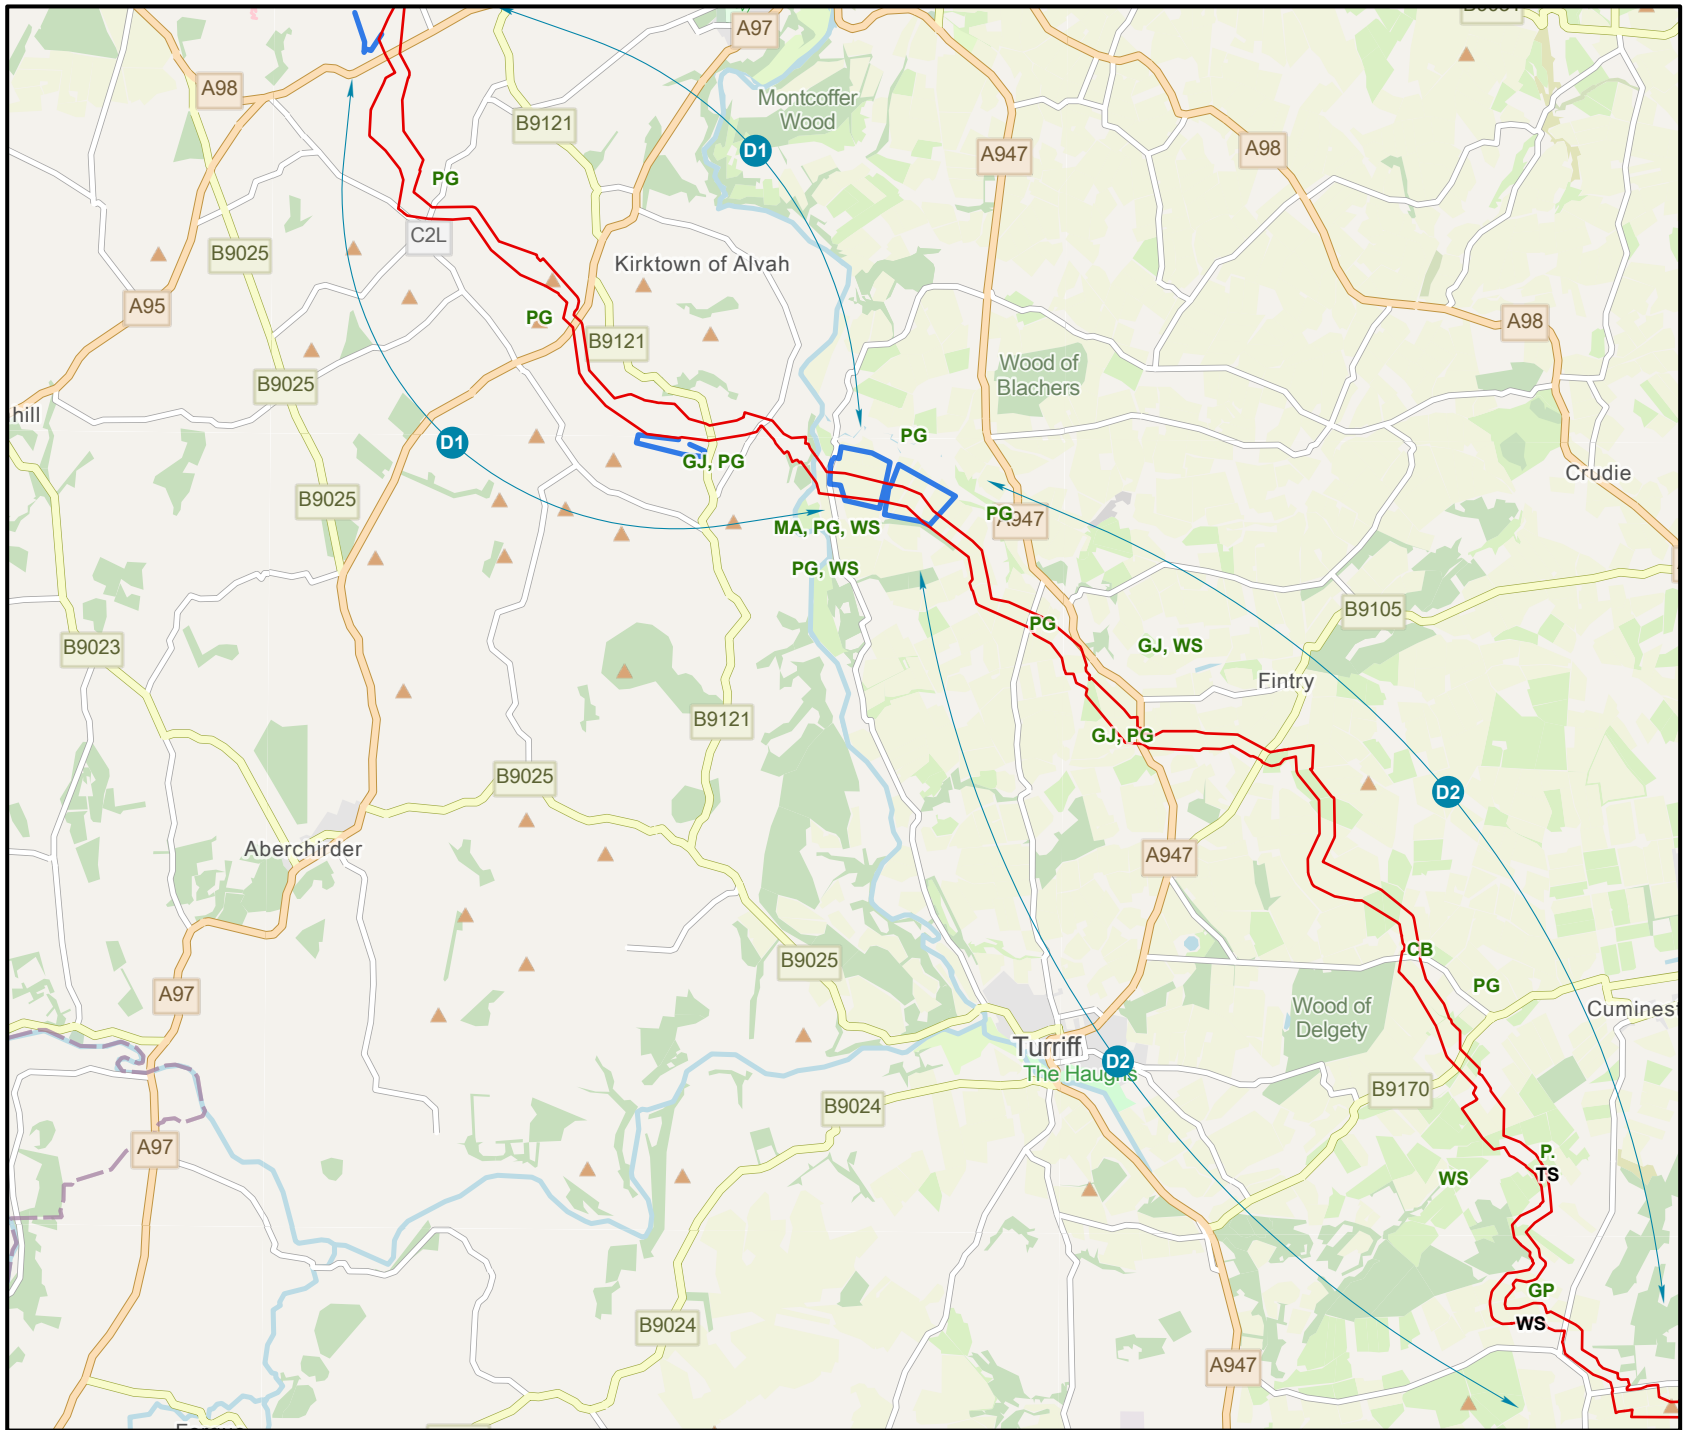 A97
A98
Montcoffer
Wood
B9121
D1
A947
A98
PG
C2L
B9025
Kirktown of Alvah
A95
PG
A98
B9121
Wood of
Blachers
B9025
hill
PG
D1
GJ, PG
Crudie
B9025
PG
A947
MA, PG, WS
PG, WS
B9105
PG
B9023
GJ, WS
Fintry
B9121
GJ, PG
B9025
D2
Aberchirder
A947
CB
B9025
PG
A97
Wood of
Delgety
Cuminest
Turriff
D2
The Haughs
B9170
B9024
A97
P.
TS
WS
GP
WS
B9024
A947